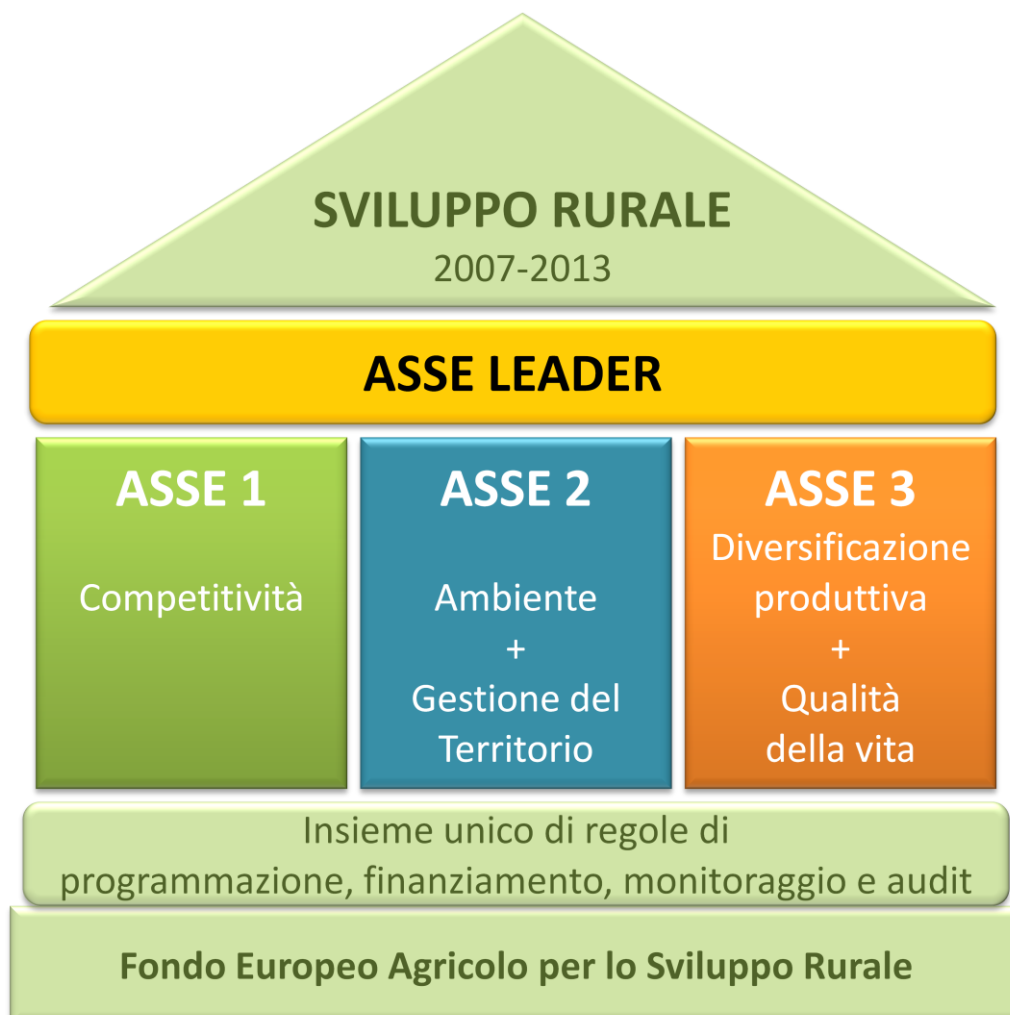 SVILUPPO RURALE
2007-2013
ASSE LEADER
ASSE 1
Competitività
ASSE 2
Ambiente
+
Gestione del
Territorio
ASSE 3
Diversificazione
produttiva
+
Qualità
della vita
Insieme unico di regole di
programmazione, finanziamento, monitoraggio e audit
Fondo Europeo Agricolo per lo Sviluppo Rurale